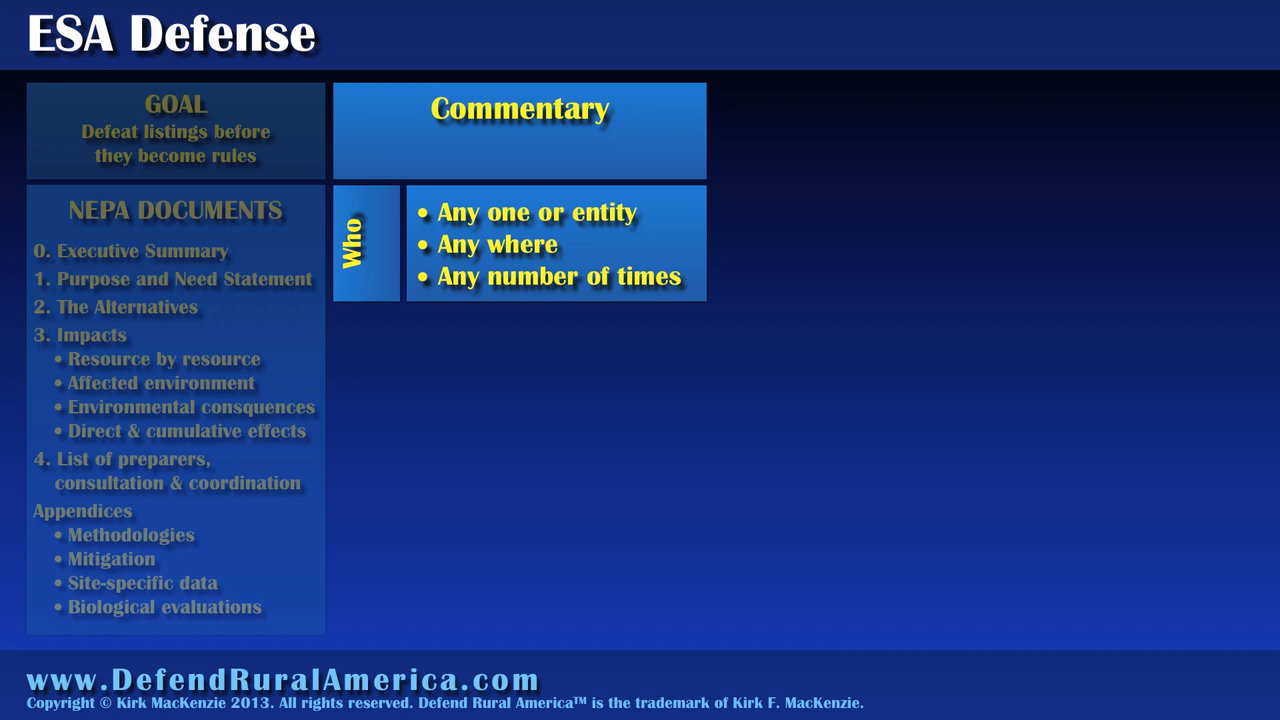 ESA Defense
GOAL
Defeat listings before
they become rules
NEPA DOCUMENTS
0. Executive Summary
1. Purpose and Need Statement
2. The Alternatives
3. Impacts
• Resource by resource
• Affected environment
• Environmental consquences
• Direct & cumulative effects
4. List of preparers,
consultation & coordination
Appendices
• Methodologies
• Mitigation
• Site-specific data
• Biological evaluations
Commentary
Who
• Any one or entity
• Any where
• Any number of times
www.DefendRuralAmerica.com
Copyright © Kirk MacKenzie 2013. All rights reserved. Defend Rural America™ is the trademark of Kirk F. MacKenzie.